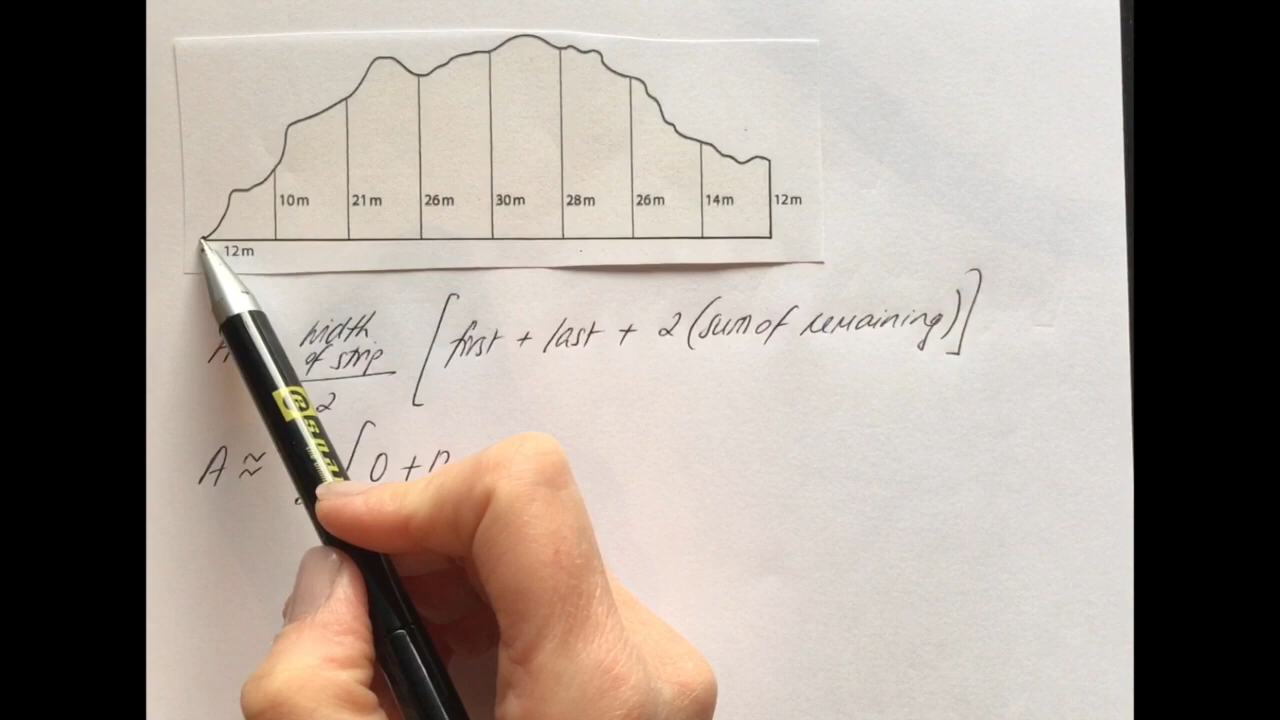 10m 21m 26m 30m 28m 26m 14m 12m
12m
width
of strip
2
[ first + last + 2 (sum of remaining)]
A ≈ [ 0 +